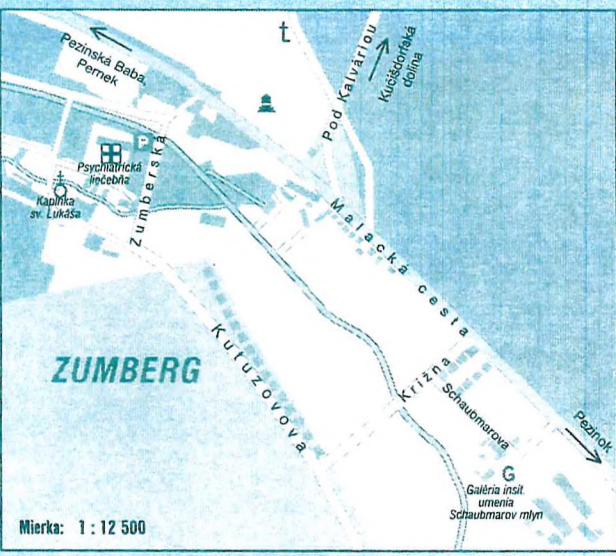 t
Pezinská Baba,
Pernek
Pod Kalváriou
Kučišdorfská
dolina
P
Psychiatrická
liečebňa
Zumberská
Kaplnka
sv. Lukáša
Malacká cesta
ZUMBERG
Kutuzovova
Križna
Schaubmarova
Pezinok
G
Galéria insit.
umenia
Schaubmarov mlyn
Mierka: 1 : 12 500